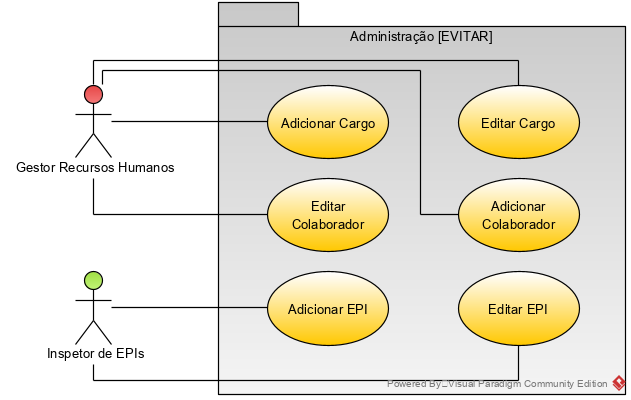 Administração [EVITAR]
Adicionar Cargo
Editar Cargo
Gestor Recursos Humanos
Editar
Colaborador
Adicionar
Colaborador
Adicionar EPI
Editar EPI
Inspetor de EPIs
Powered By Visual Paradigm Community Edition